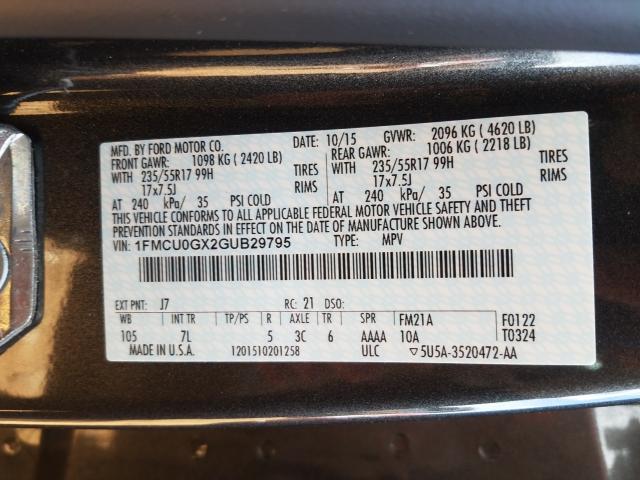 MFD. BY FORD MOTOR CO. DATE: 10/15 GVWR: 2096 KG ( 4620 LB)
FRONT GAWR: 1098 KG ( 2420 LB) REAR GAWR: 1006 KG ( 2218 LB)
WITH 235/55R17 99H TIRES WITH 235/55R17 99H TIRES
17x7.5J RIMS 17x7.5J RIMS
AT 240 kPa/ 35 PSI COLD AT 240 kPa/ 35 PSI COLD
THIS VEHICLE CONFORMS TO ALL APPLICABLE FEDERAL MOTOR VEHICLE SAFETY AND THEFT PREVENTION
STANDARDS IN EFFECT ON THE DATE OF MANUFACTURE SHOWN ABOVE.
VIN: 1FMCU0GX2GUB29795 TYPE: MPV
EXT PNT: J7 RC: 21 DSO:
WB INT TR TP/PS R AXLE TR SPR FM21A F0122
105 7L 5 3C 6 AAAA 10A T0324
MADE IN U.S.A. 1201510201258 ULC ▽5U5A-3520472-AA